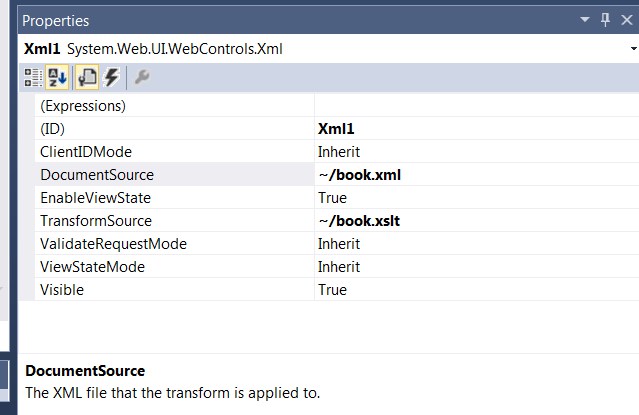 Properties
Xml1 System.Web.UI.WebControls.Xml
(Expressions)
(ID) Xml1
ClientIDMode Inherit
DocumentSource ~/book.xml
EnableViewState True
TransformSource ~/book.xslt
ValidateRequestMode Inherit
ViewStateMode Inherit
Visible True
DocumentSource
The XML file that the transform is applied to.